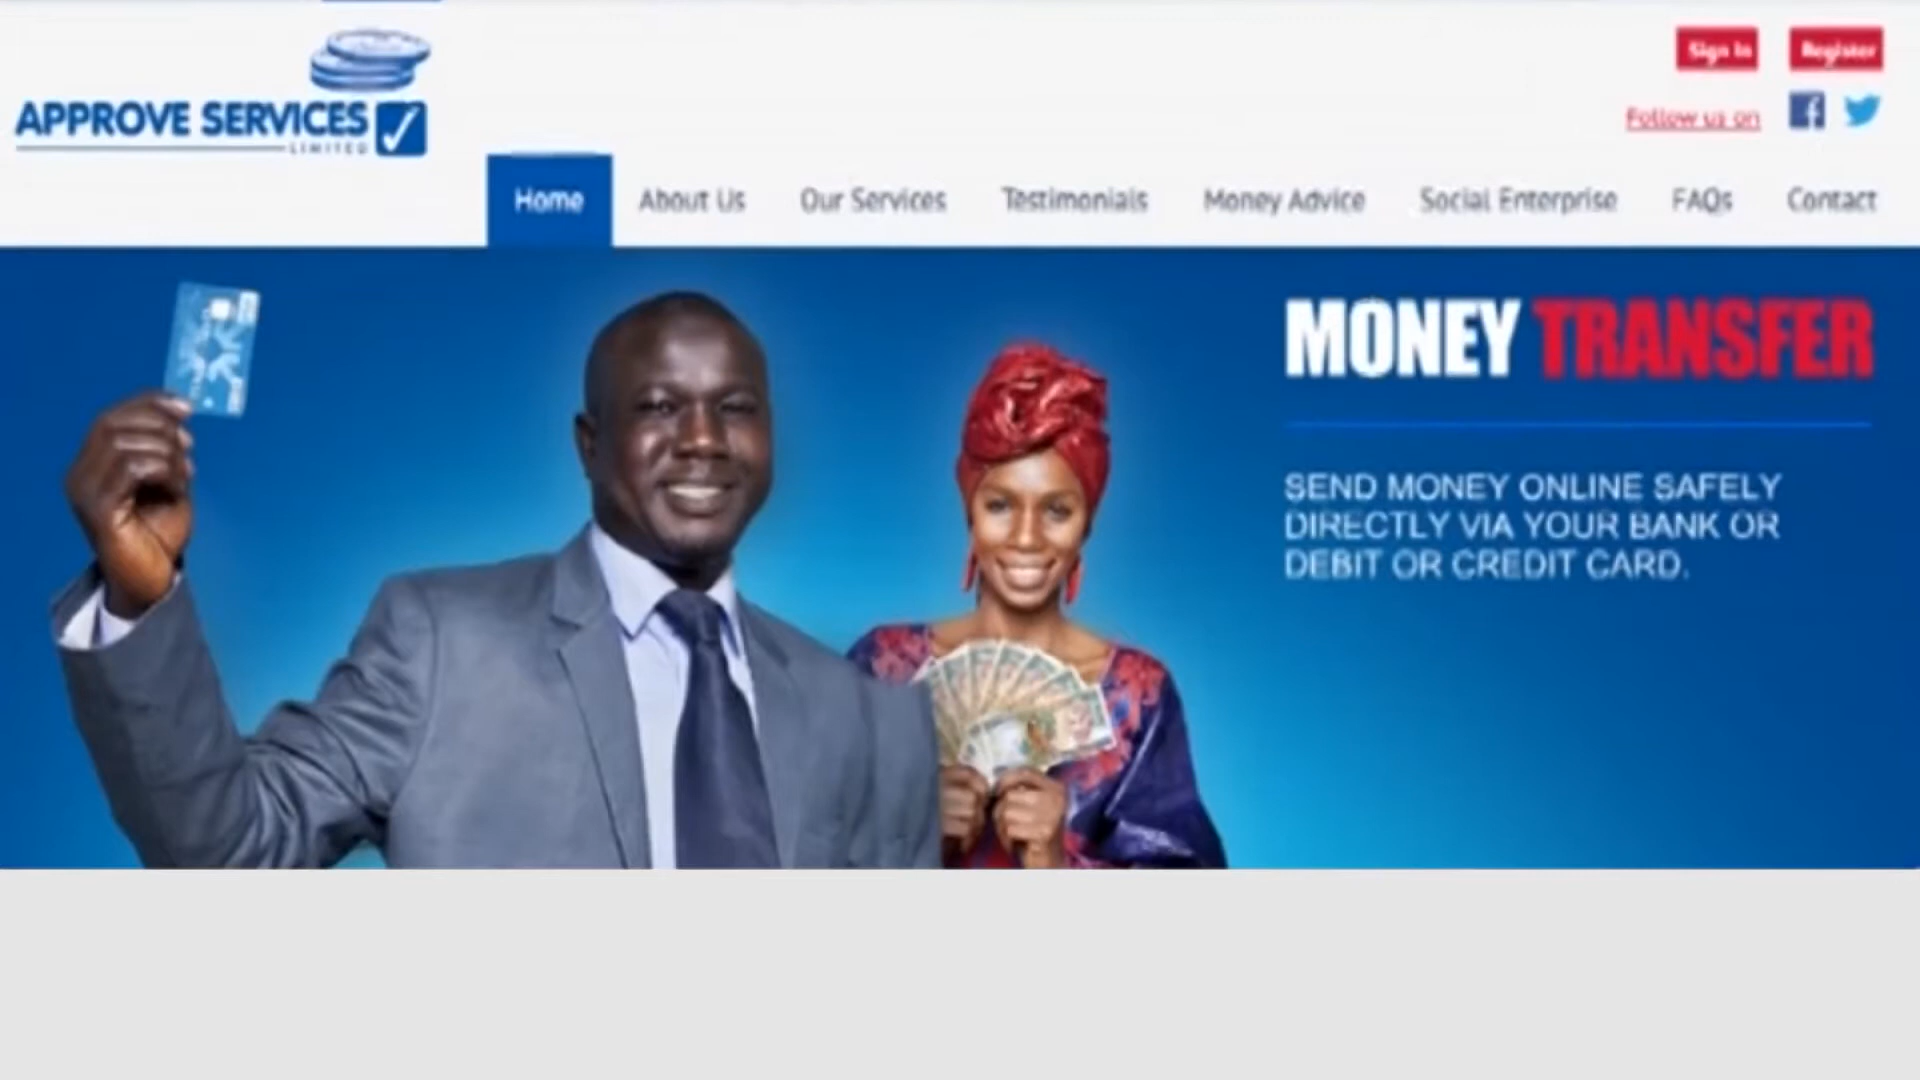 Sign In
Register
APPROVE SERVICES
LIMITED
Follow us on
Home
About Us
Our Services
Testimonials
Money Advice
Social Enterprise
FAQs
Contact
MONEY TRANSFER
SEND MONEY ONLINE SAFELY
DIRECTLY VIA YOUR BANK OR
DEBIT OR CREDIT CARD.